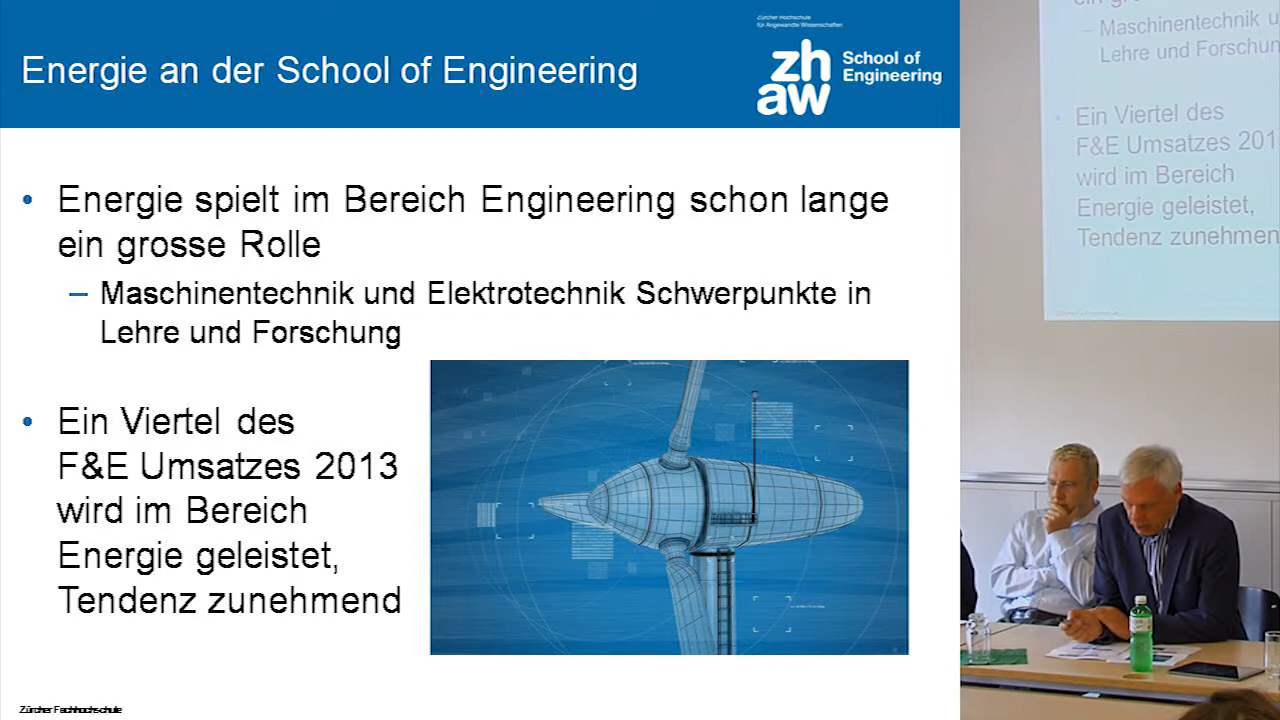 Zürcher Hochschule
für Angewandte Wissenschaften
Energie an der School of Engineering
zh
aw
School of
Engineering
• Energie spielt im Bereich Engineering schon lange
ein grosse Rolle
– Maschinentechnik und Elektrotechnik Schwerpunkte in
Lehre und Forschung
• Ein Viertel des
F&E Umsatzes 2013
wird im Bereich
Energie geleistet,
Tendenz zunehmend
Zürcher Fachhochschule
– Maschinentechnik u
Lehre und Forschun
• Ein Viertel des
F&E Umsatzes 201
wird im Bereich
Energie geleistet,
Tendenz zunehmen